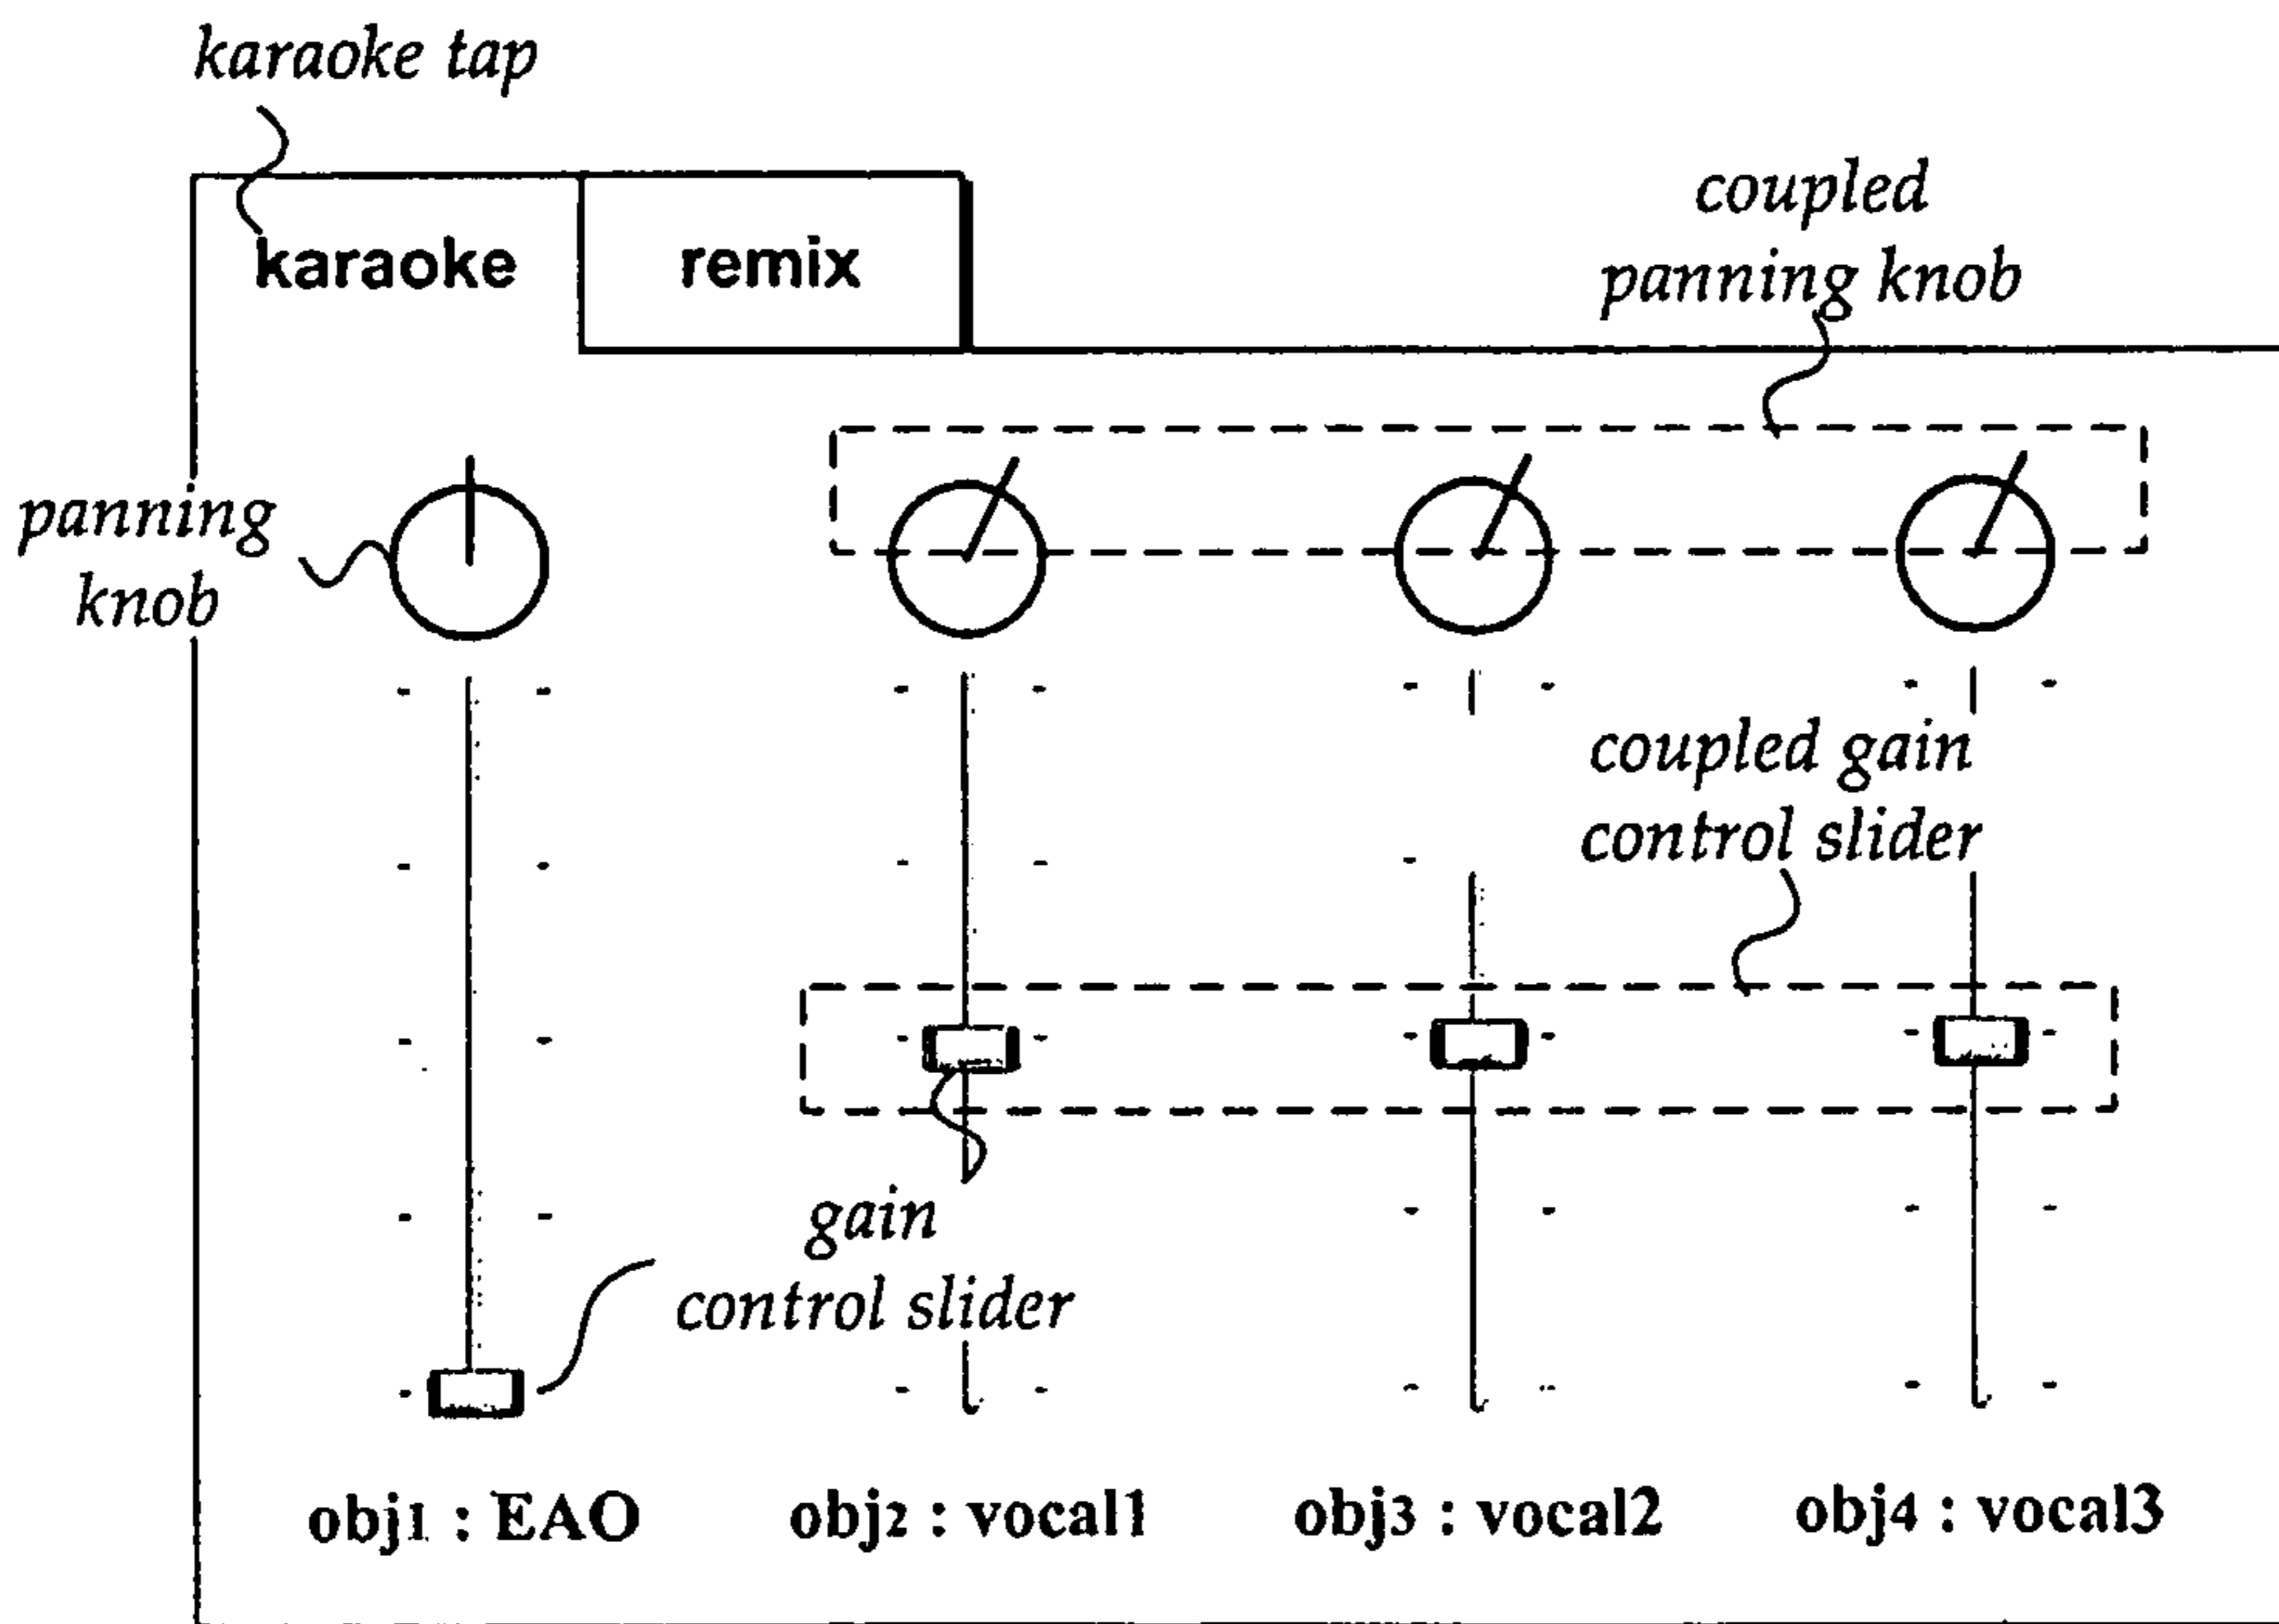 karaoke tap
karaoke
remix
coupled
panning knob
panning
knob
coupled gain
control slider
gain
control slider
obj1 : EAO
obj2 : vocal1
obj3 : vocal2
obj4 : vocal3